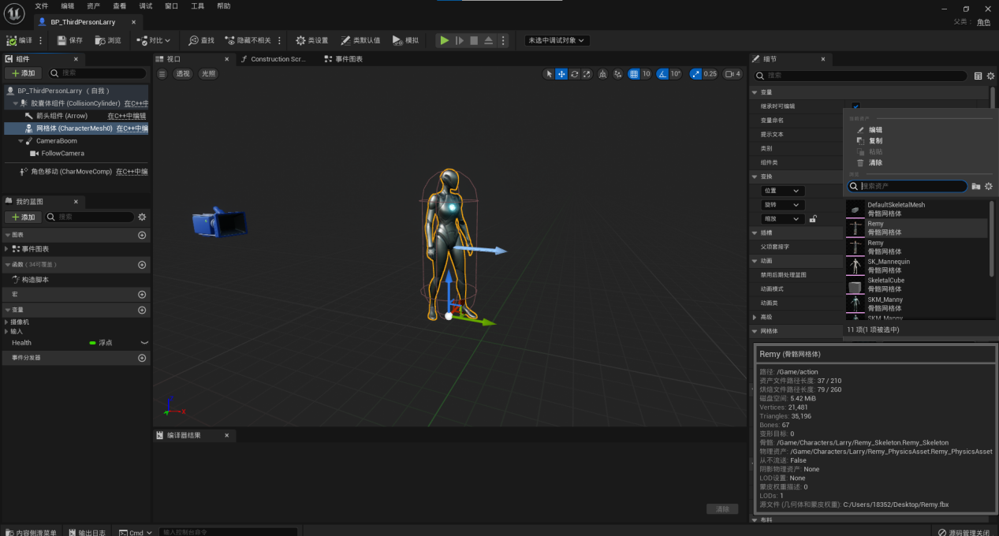 文件 编辑 资产 查看 调试 窗口 工具 帮助
BP_ThirdPersonLarry
父类： 角色
编译 保存 浏览 对比 查找 隐藏不相关 类设置 类默认值 模拟 未选中调试对象
组件
添加 搜索
BP_ThirdPersonLarry （自我）
胶囊体组件 (CollisionCylinder) 在C++中
箭头组件 (Arrow) 在C++中编辑
网格体 (CharacterMesh0) 在C++中编
CameraBoom
FollowCamera
角色移动 (CharMoveComp) 在C++中编
我的蓝图
添加 搜索
图表
事件图表
函数（34可覆盖）
构造脚本
宏
变量
摄像机
输入
Health 浮点
事件分发器
视口 Construction Scr... 事件图表
透视 光照 10 10° 0.25 4
X
编译器结果
清除
细节
搜索
变量
继承时可编辑
变量命名
提示文本
类别
组件类
变换
位置
旋转
缩放
插槽
父项套接字
动画
禁用后期处理蓝图
动画模式
动画类
高级
网格体
当前资产
编辑
复制
粘贴
清除
浏览
搜索资产
DefaultSkeletalMesh
骨骼网格体
Remy
骨骼网格体
Remy
骨骼网格体
SK_Mannequin
骨骼网格体
SkeletalCube
骨骼网格体
SKM_Manny
骨骼网格体
SKM_Manny
11 项(1 项被选中)
Remy (骨骼网格体)
路径: /Game/action
资产文件路径长度: 37 / 210
烘焙文件路径长度: 79 / 260
磁盘空间: 5.42 MiB
Vertices: 21,481
Triangles: 35,196
Bones: 67
变形目标: 0
骨骼: /Game/Characters/Larry/Remy_Skeleton.Remy_Skeleton
物理资产: /Game/Characters/Larry/Remy_PhysicsAsset.Remy_PhysicsAsset
从不流送: False
阴影物理资产: None
LOD设置: None
蒙皮权重描述: 0
LODs: 1
源文件 (几何体和蒙皮权重): C:/Users/18352/Desktop/Remy.fbx
布料
内容侧滑菜单 输出日志 Cmd 输入控制台命令 源码管理关闭